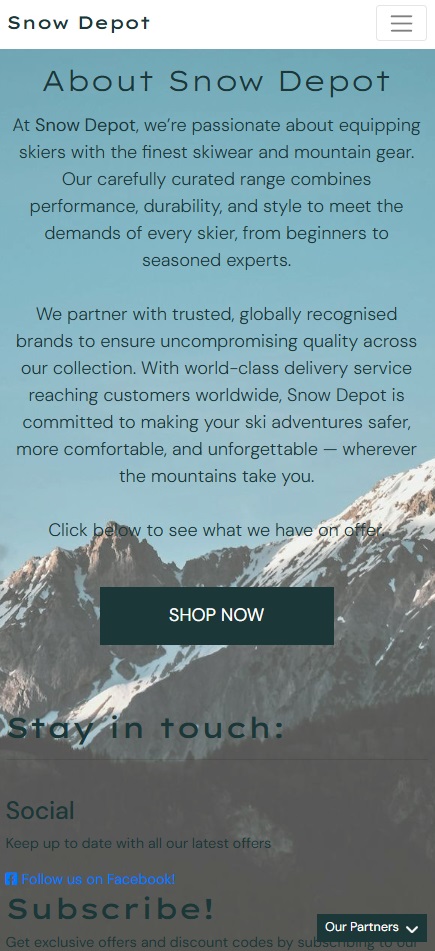 Snow Depot
About Snow Depot
At Snow Depot, we’re passionate about equipping
skiers with the finest skiwear and mountain gear.
Our carefully curated range combines
performance, durability, and style to meet the
demands of every skier, from beginners to
seasoned experts.
We partner with trusted, globally recognised
brands to ensure uncompromising quality across
our collection. With world-class delivery service
reaching customers worldwide, Snow Depot is
committed to making your ski adventures safer,
more comfortable, and unforgettable — wherever
the mountains take you.
Click below to see what we have on offer.
SHOP NOW
Stay in touch:
Social
Keep up to date with all our latest offers
Follow us on Facebook!
Subscribe!
Our Partners
Get exclusive offers and discount codes by subscribing to our